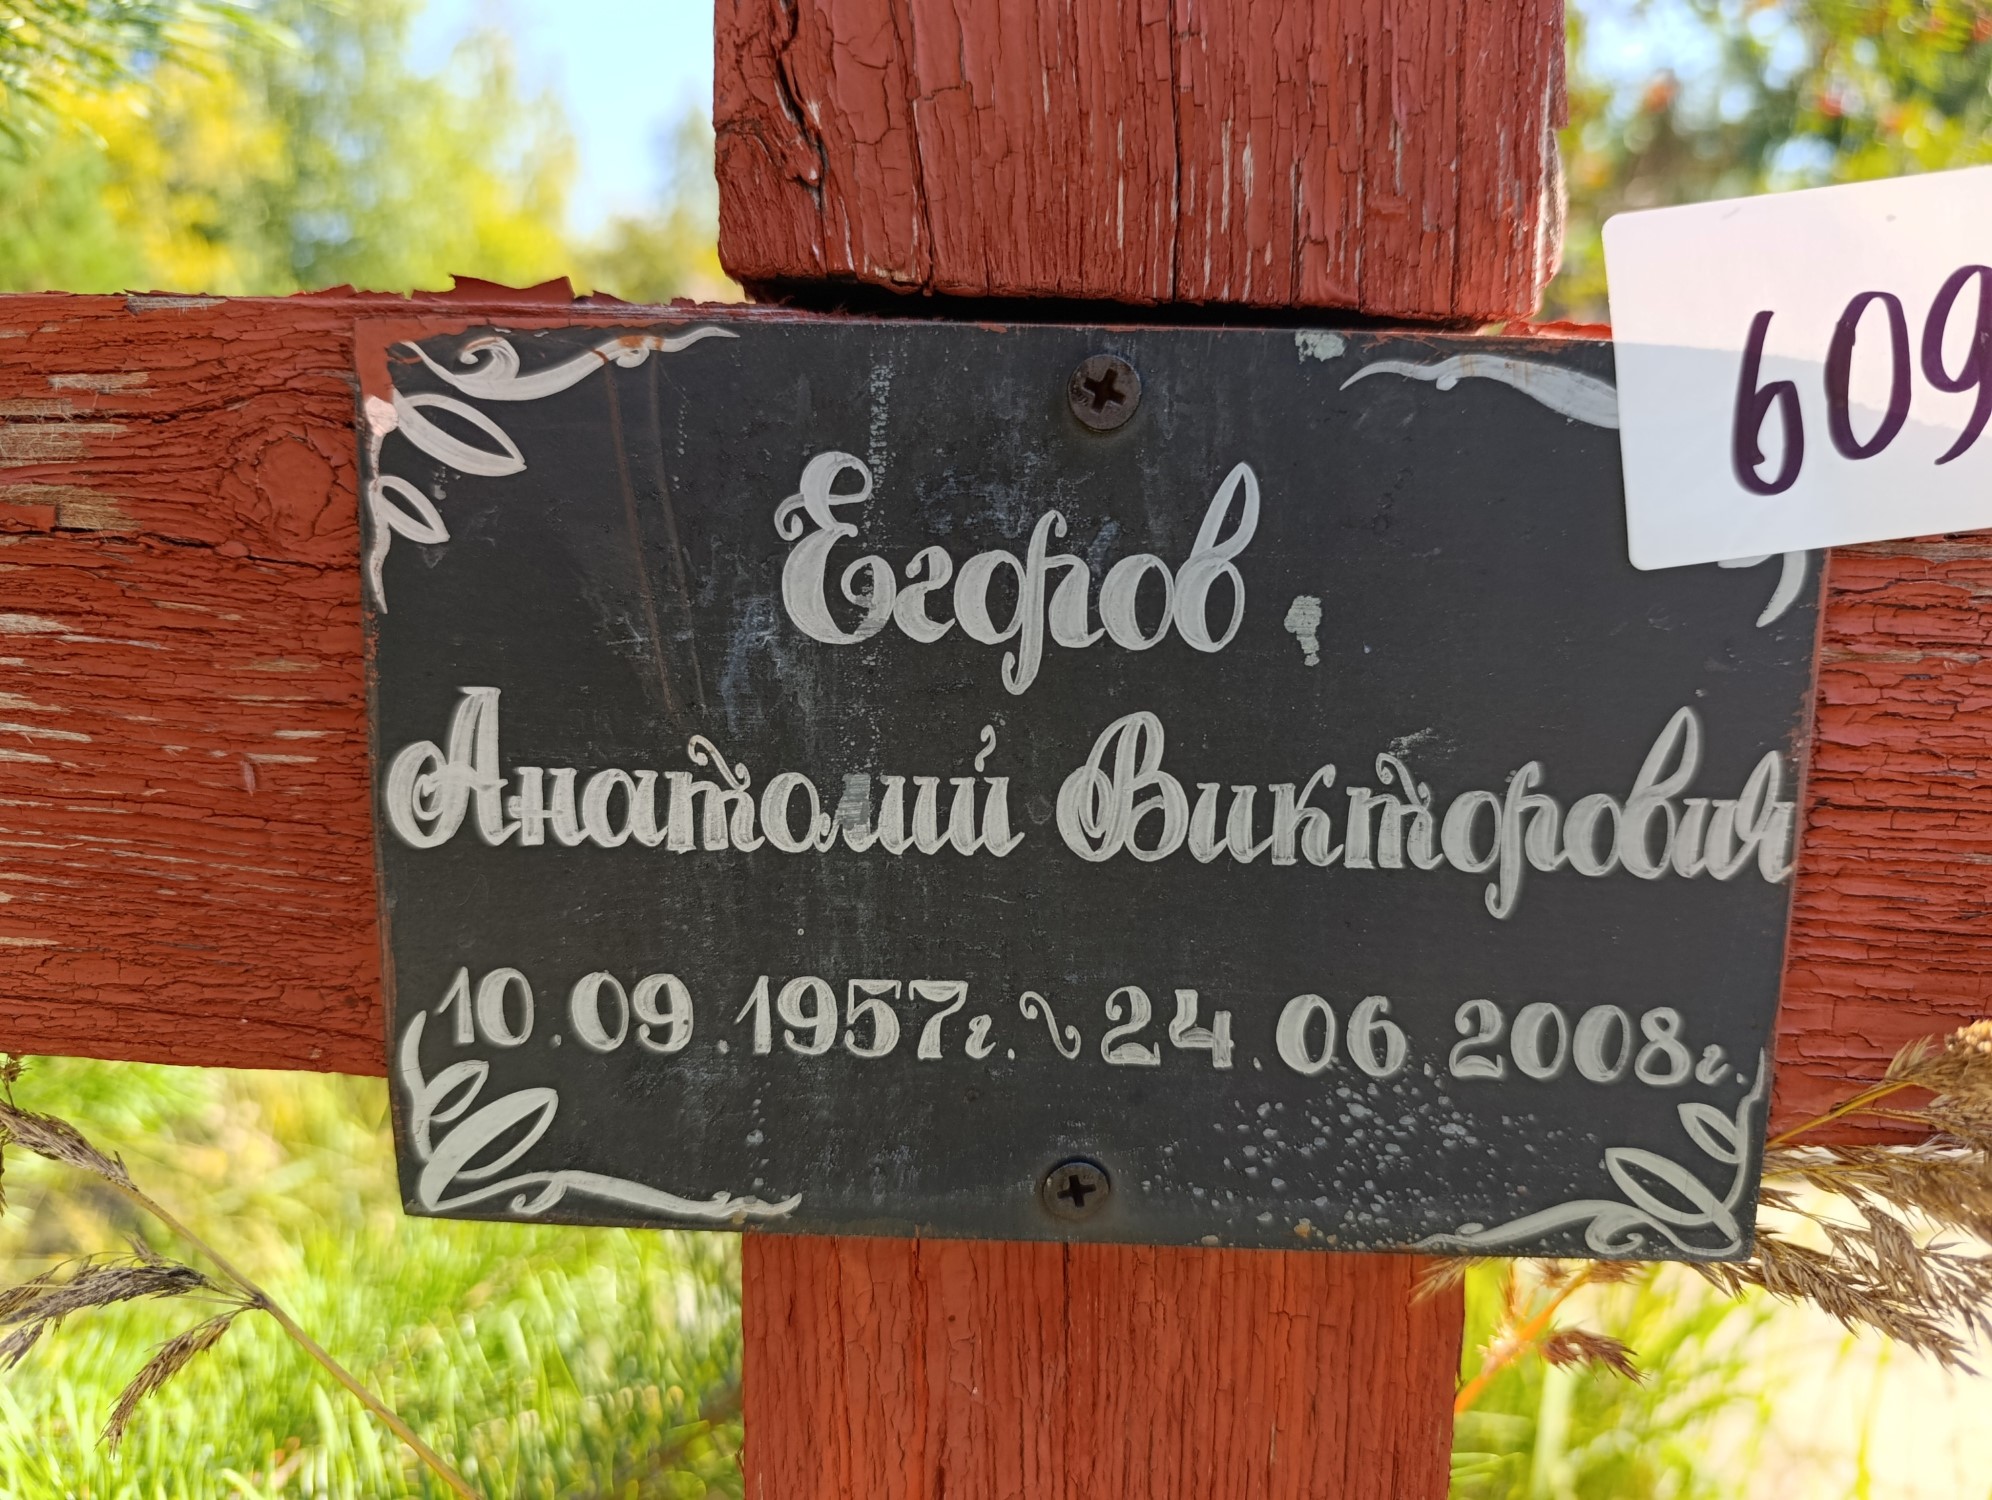 609
Егоров
Анатолий Викторович
10.09.1957г. ~ 24.06.2008г.